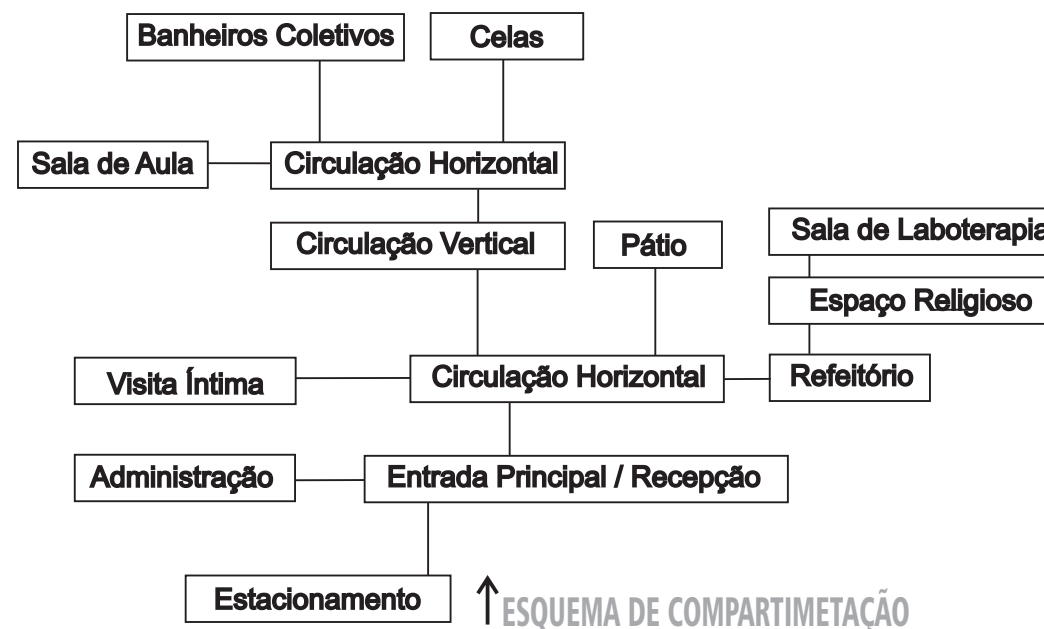 Banheiros Coletivos
Celas
Sala de Aula
Circulação Horizontal
Circulação Vertical
Pátio
Sala de Laboterapia
Espaço Religioso
Visita Íntima
Circulação Horizontal
Refeitório
Administração
Entrada Principal / Recepção
Estacionamento
ESQUEMA DE COMPARTIMETAÇÃO